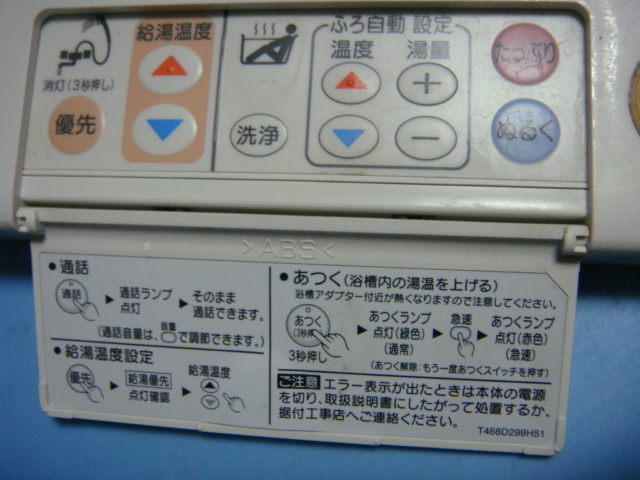 給湯温度
消灯(3秒押し)
優先
洗浄
ふろ自動 設定
温度 湯量
+
−
たっぷり
ぬるく
>ABS<
● 通話
通話
通話ランプ
点灯
そのまま
通話できます。
(通話音量は、音量で調節できます。)
● 給湯温度設定
優先
給湯優先
点灯確認
給湯温度
● あつく(浴槽内の湯温を上げる)
浴槽アダプター付近が熱くなりますので注意してください。
あつく
(3秒押)
3秒押し
あつくランプ
点灯(緑色)
(通常)
急速
あつくランプ
点灯(赤色)
(急速)
(あつく解除:もう一度あつくスイッチを押す)
ご注意 エラー表示が出たときは本体の電源
を切り、取扱説明書にしたがって処置するか、
据付工事店へご連絡ください。
T468D299H51